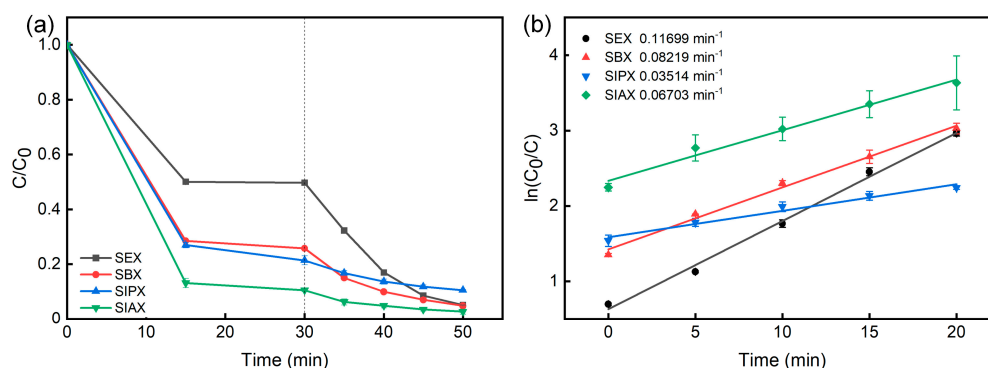 (a)
C/C₀
1.0
0.8
0.6
0.4
0.2
0
SEX
SBX
SIPX
SIAX
0 10 20 30 40 50
Time (min)
(b)
ln(C₀/C)
4
3
2
1
SEX 0.11699 min⁻¹
SBX 0.08219 min⁻¹
SIPX 0.03514 min⁻¹
SIAX 0.06703 min⁻¹
0 5 10 15 20
Time (min)